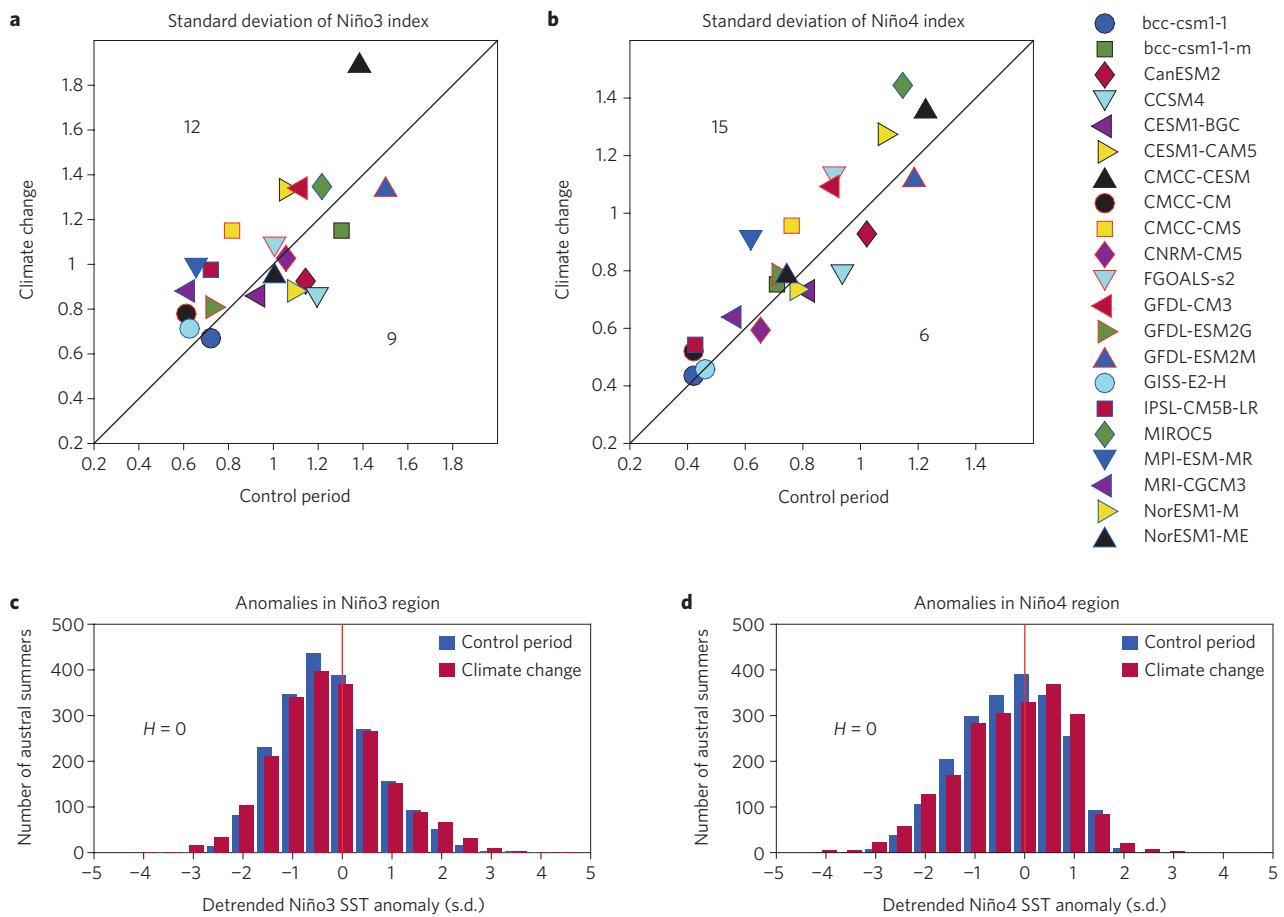 a
Standard deviation of Niño3 index
1.8
1.6
1.4
1.2
1
0.8
0.6
0.4
0.2
Climate change
12
9
0.2 0.4 0.6 0.8 1 1.2 1.4 1.6 1.8
Control period
b
Standard deviation of Niño4 index
1.4
1.2
1
0.8
0.6
0.4
0.2
Climate change
15
6
0.2 0.4 0.6 0.8 1 1.2 1.4
Control period
bcc-csm1-1
bcc-csm1-1-m
CanESM2
CCSM4
CESM1-BGC
CESM1-CAM5
CMCC-CESM
CMCC-CM
CMCC-CMS
CNRM-CM5
FGOALS-s2
GFDL-CM3
GFDL-ESM2G
GFDL-ESM2M
GISS-E2-H
IPSL-CM5B-LR
MIROC5
MPI-ESM-MR
MRI-CGCM3
NorESM1-M
NorESM1-ME
c
Anomalies in Niño3 region
500
400
300
200
100
0
Number of austral summers
Control period
Climate change
H = 0
−5 −4 −3 −2 −1 0 1 2 3 4 5
Detrended Niño3 SST anomaly (s.d.)
d
Anomalies in Niño4 region
500
400
300
200
100
0
Number of austral summers
Control period
Climate change
H = 0
−5 −4 −3 −2 −1 0 1 2 3 4 5
Detrended Niño4 SST anomaly (s.d.)